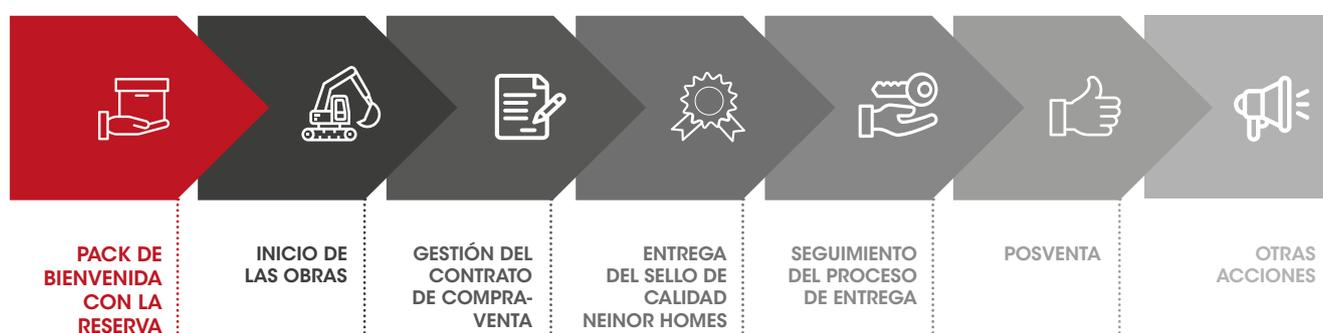 PACK DE
BIENVENIDA
CON LA
RESERVA
INICIO DE
LAS OBRAS
GESTIÓN DEL
CONTRATO
DE COMPRA-
VENTA
ENTREGA
DEL SELLO DE
CALIDAD
NEINOR HOMES
SEGUIMIENTO
DEL PROCESO
DE ENTREGA
POSVENTA
OTRAS
ACCIONES